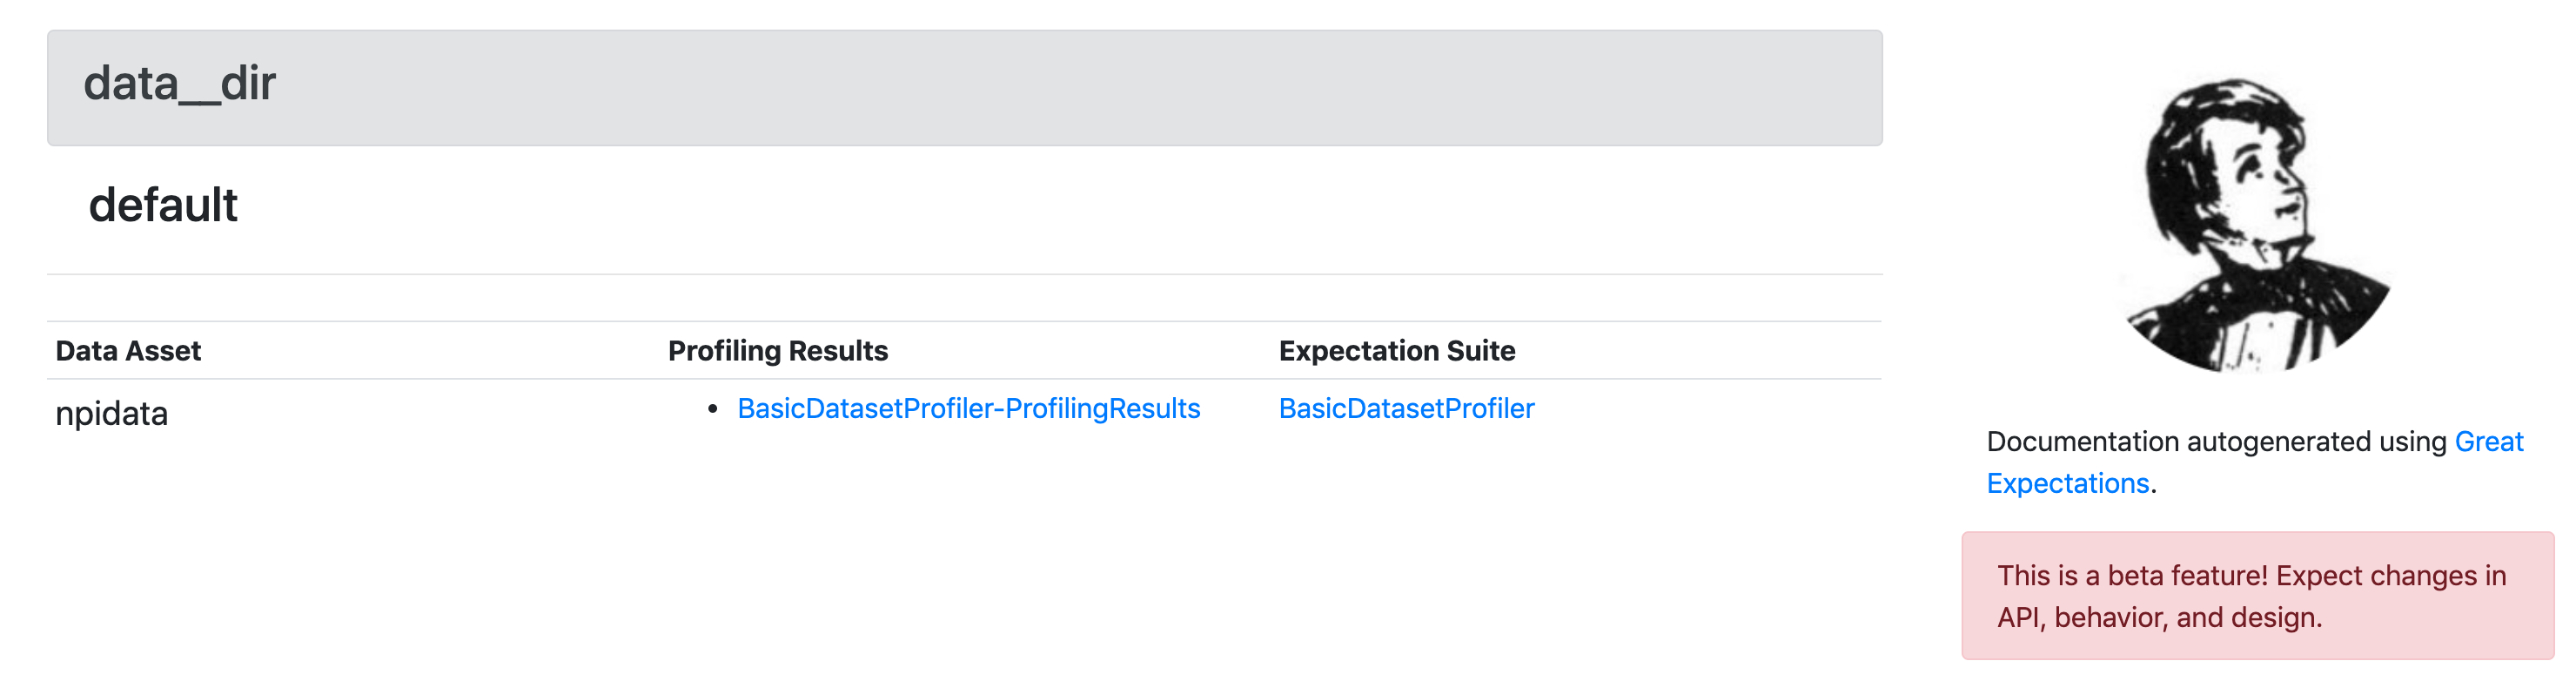 data__dir
default
Data Asset Profiling Results Expectation Suite
npidata • BasicDatasetProfiler-ProfilingResults BasicDatasetProfiler
Documentation autogenerated using Great
Expectations.
This is a beta feature! Expect changes in
API, behavior, and design.